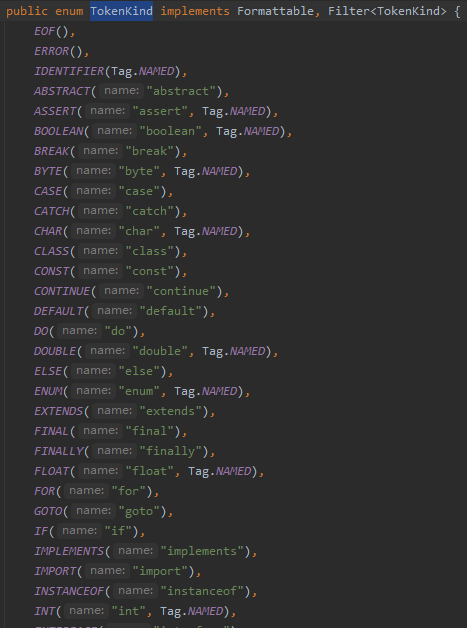 public enum TokenKind implements Formattable, Filter<TokenKind> {
EOF(),
ERROR(),
IDENTIFIER(Tag.NAMED),
ABSTRACT( name: "abstract"),
ASSERT( name: "assert", Tag.NAMED),
BOOLEAN( name: "boolean", Tag.NAMED),
BREAK( name: "break"),
BYTE( name: "byte", Tag.NAMED),
CASE( name: "case"),
CATCH( name: "catch"),
CHAR( name: "char", Tag.NAMED),
CLASS( name: "class"),
CONST( name: "const"),
CONTINUE( name: "continue"),
DEFAULT( name: "default"),
DO( name: "do"),
DOUBLE( name: "double", Tag.NAMED),
ELSE( name: "else"),
ENUM( name: "enum", Tag.NAMED),
EXTENDS( name: "extends"),
FINAL( name: "final"),
FINALLY( name: "finally"),
FLOAT( name: "float", Tag.NAMED),
FOR( name: "for"),
GOTO( name: "goto"),
IF( name: "if"),
IMPLEMENTS( name: "implements"),
IMPORT( name: "import"),
INSTANCEOF( name: "instanceof"),
INT( name: "int", Tag.NAMED),